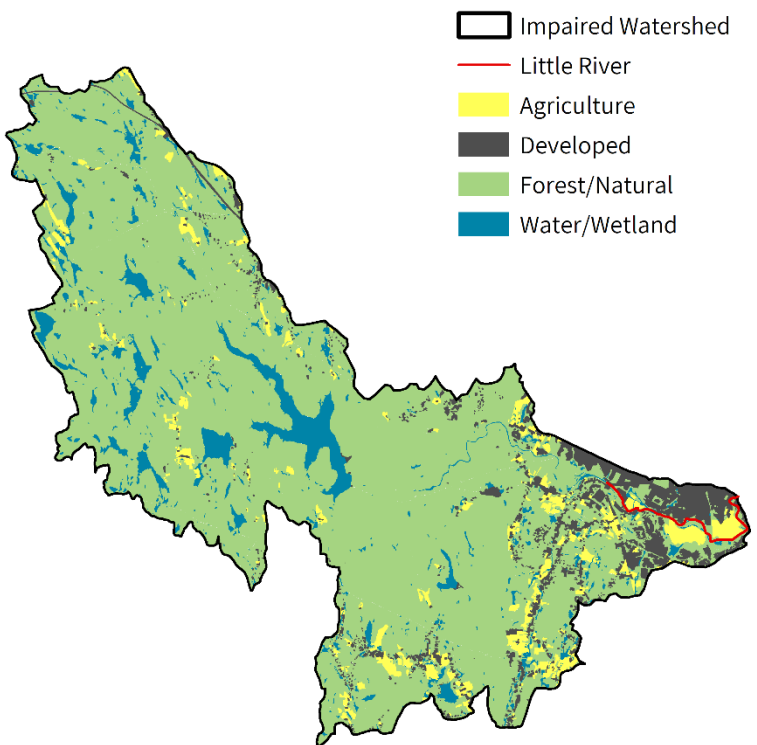 Impaired Watershed
Little River
Agriculture
Developed
Forest/Natural
Water/Wetland